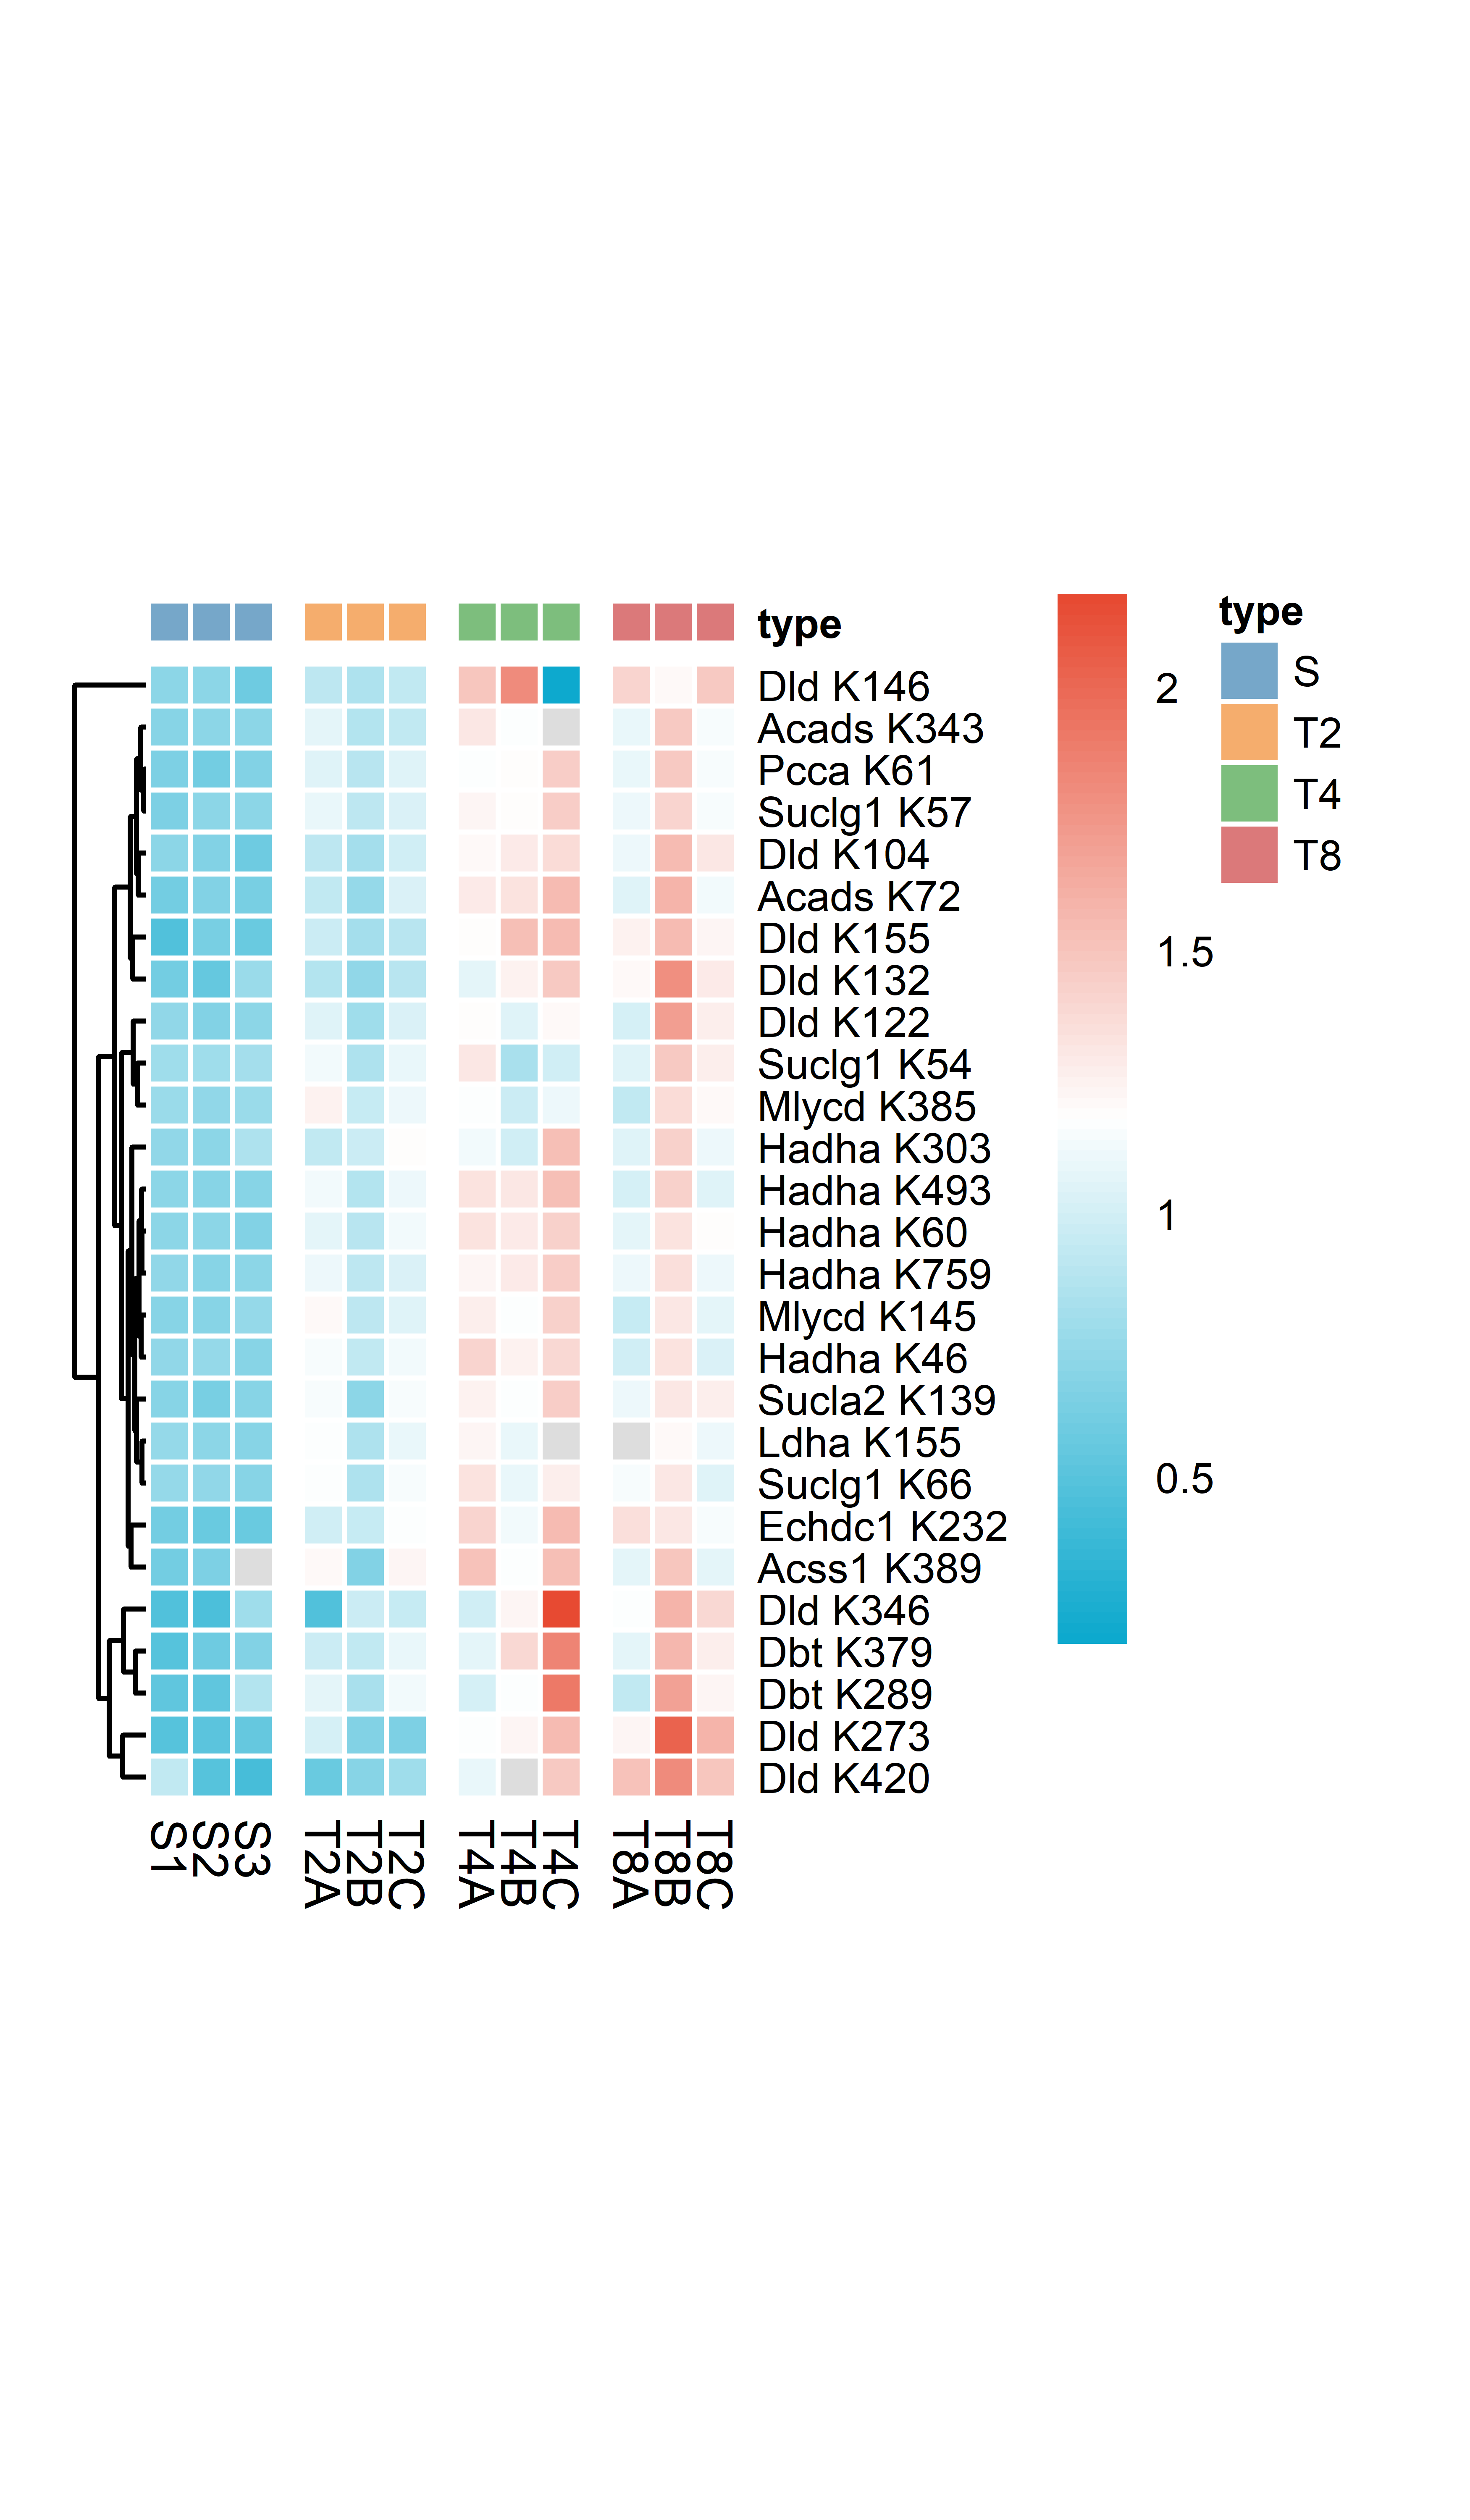 type
Dld K146
Acads K343
Pcca K61
Suclg1 K57
Dld K104
Acads K72
Dld K155
Dld K132
Dld K122
Suclg1 K54
Mlycd K385
Hadha K303
Hadha K493
Hadha K60
Hadha K759
Mlycd K145
Hadha K46
Sucla2 K139
Ldha K155
Suclg1 K66
Echdc1 K232
Acss1 K389
Dld K346
Dbt K379
Dbt K289
Dld K273
Dld K420
S1
S2
S3
T2A
T2B
T2C
T4A
T4B
T4C
T8A
T8B
T8C
2
1.5
1
0.5
type
S
T2
T4
T8